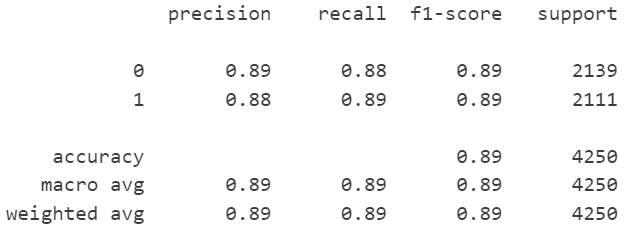 precision recall f1-score support
0 0.89 0.88 0.89 2139
1 0.88 0.89 0.89 2111
accuracy 0.89 4250
macro avg 0.89 0.89 0.89 4250
weighted avg 0.89 0.89 0.89 4250